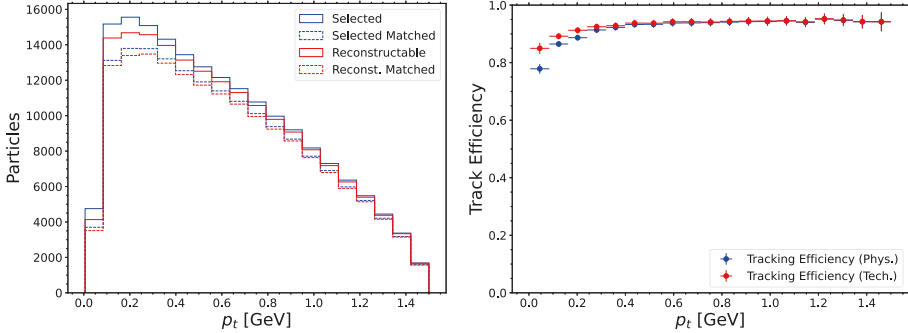 16000
14000
12000
10000
8000
6000
4000
2000
0
Particles
Selected
Selected Matched
Reconstructable
Reconst. Matched
0.0 0.2 0.4 0.6 0.8 1.0 1.2 1.4
p_t [GeV]
1.0
0.8
0.6
0.4
0.2
0.0
Track Efficiency
Tracking Efficiency (Phys.)
Tracking Efficiency (Tech.)
0.0 0.2 0.4 0.6 0.8 1.0 1.2 1.4
p_t [GeV]